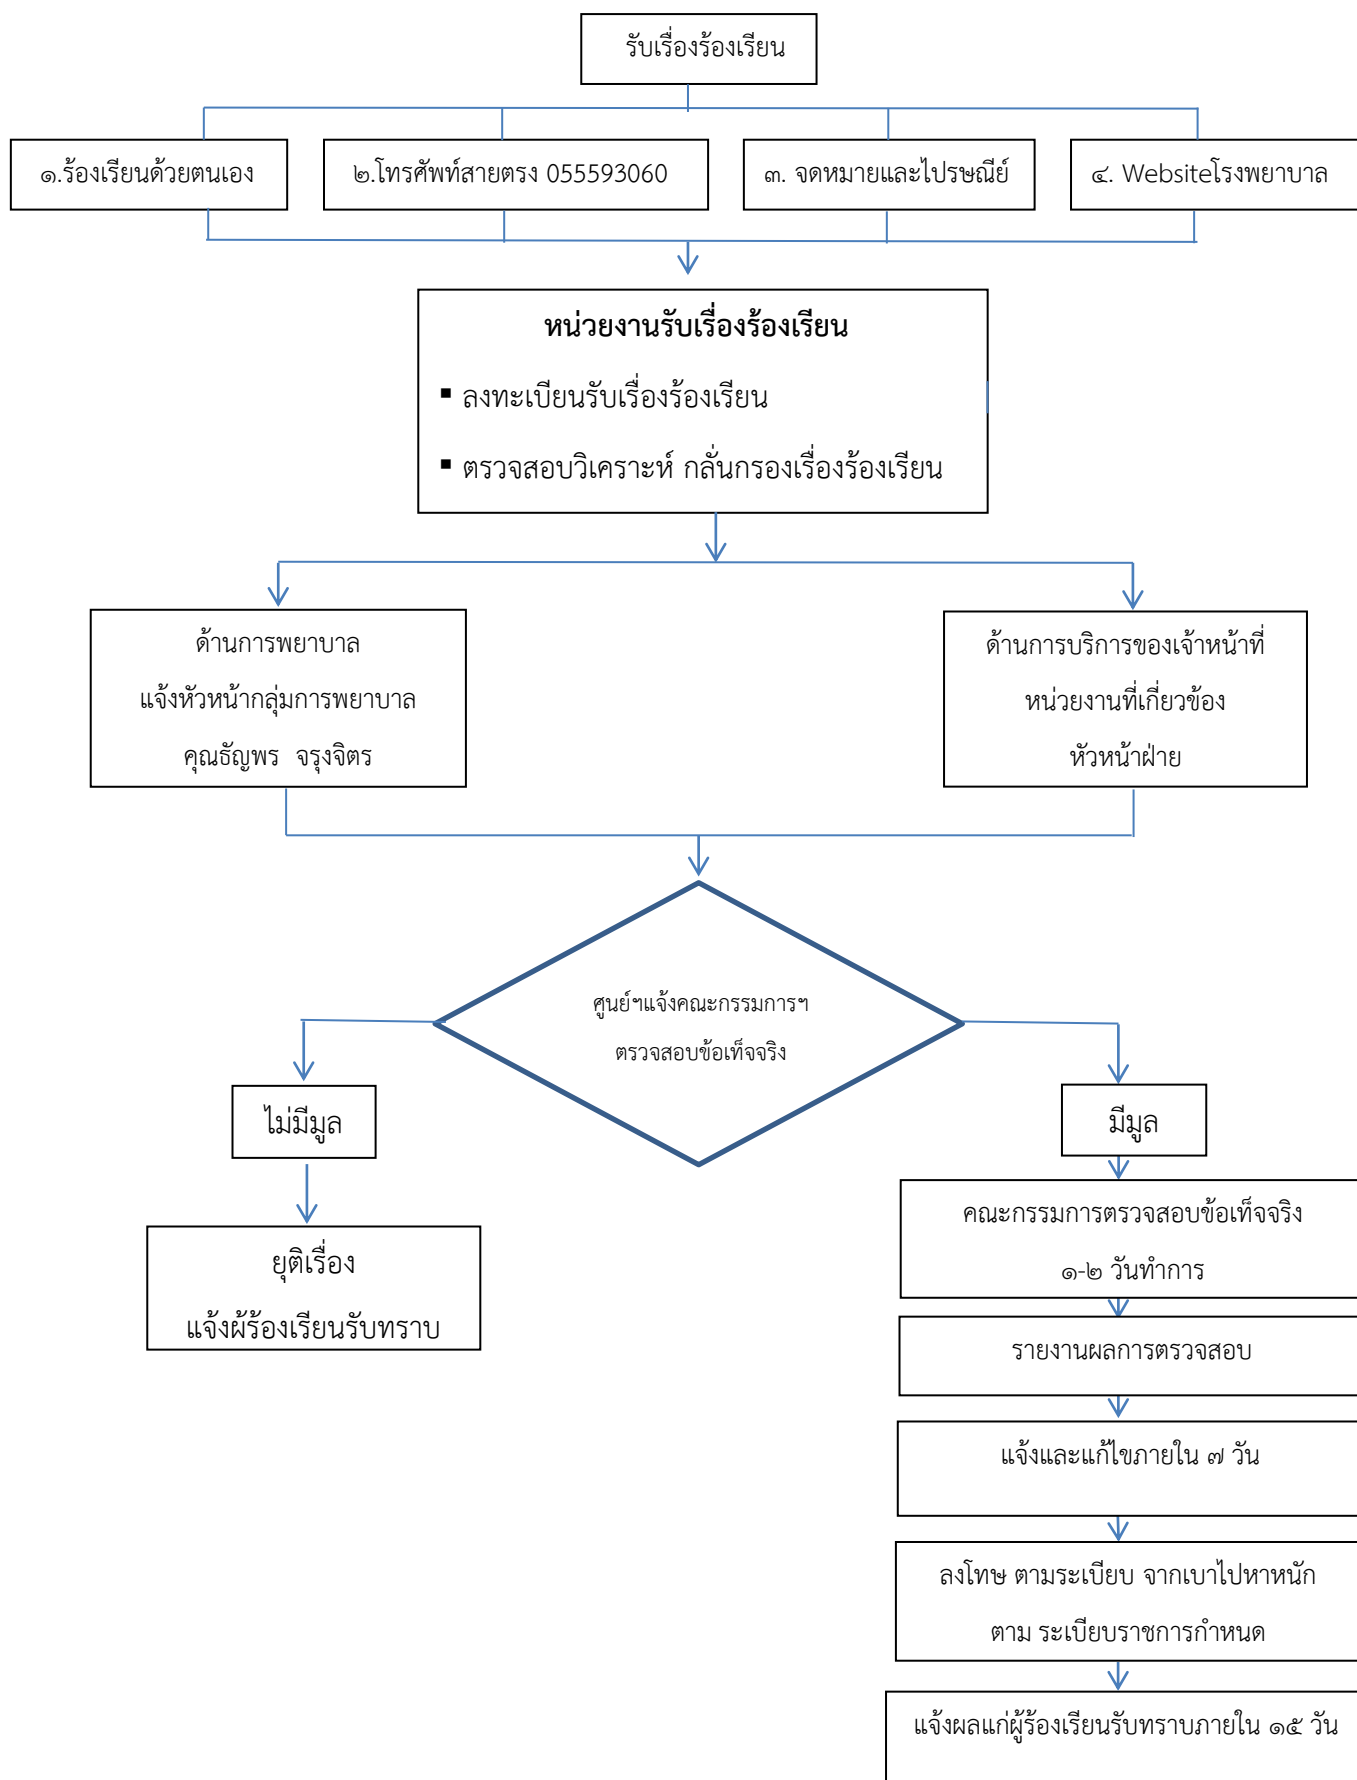 รับเรื่องร้องเรียน
๑.ร้องเรียนด้วยตนเอง
๒.โทรศัพท์สายตรง 055593060
๓. จดหมายและไปรษณีย์
๔. Websiteโรงพยาบาล
หน่วยงานรับเรื่องร้องเรียน
▪ ลงทะเบียนรับเรื่องร้องเรียน
▪ ตรวจสอบวิเคราะห์ กลั่นกรองเรื่องร้องเรียน
ด้านการพยาบาล
แจ้งหัวหน้ากลุ่มการพยาบาล
คุณธัญพร จรุงจิตร
ด้านการบริการของเจ้าหน้าที่
หน่วยงานที่เกี่ยวข้อง
หัวหน้าฝ่าย
ศูนย์ฯแจ้งคณะกรรมการฯ
ตรวจสอบข้อเท็จจริง
ไม่มีมูล
ยุติเรื่อง
แจ้งผ้ร้องเรียนรับทราบ
มีมูล
คณะกรรมการตรวจสอบข้อเท็จจริง
๑-๒ วันทำการ
รายงานผลการตรวจสอบ
แจ้งและแก้ไขภายใน ๗ วัน
ลงโทษ ตามระเบียบ จากเบาไปหาหนัก
ตาม ระเบียบราชการกำหนด
แจ้งผลแก่ผู้ร้องเรียนรับทราบภายใน ๑๕ วัน